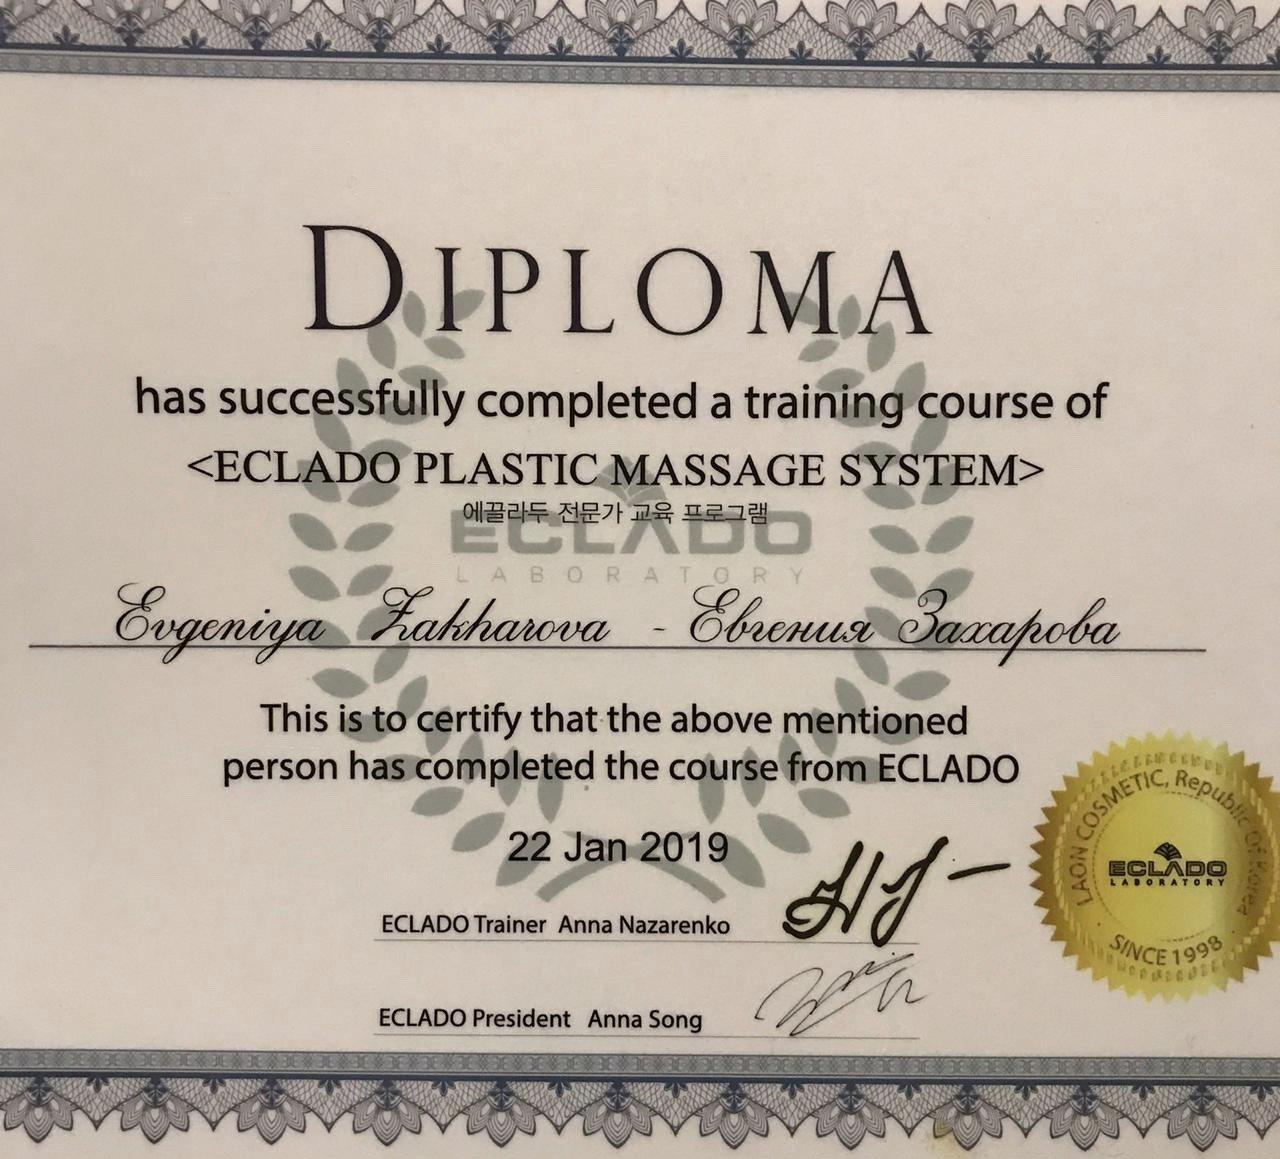 DIPLOMA
has successfully completed a training course of
<ECLADO PLASTIC MASSAGE SYSTEM>
에끌라두 전문가 교육 프로그램
ECLADO
LABORATORY
Evgeniya Zakharova - Евгения Захарова
This is to certify that the above mentioned
person has completed the course from ECLADO
22 Jan 2019
ECLADO Trainer Anna Nazarenko
ECLADO President Anna Song
LAON COSMETIC, Republic Of Korea
ECLADO
LABORATORY
SINCE 1998